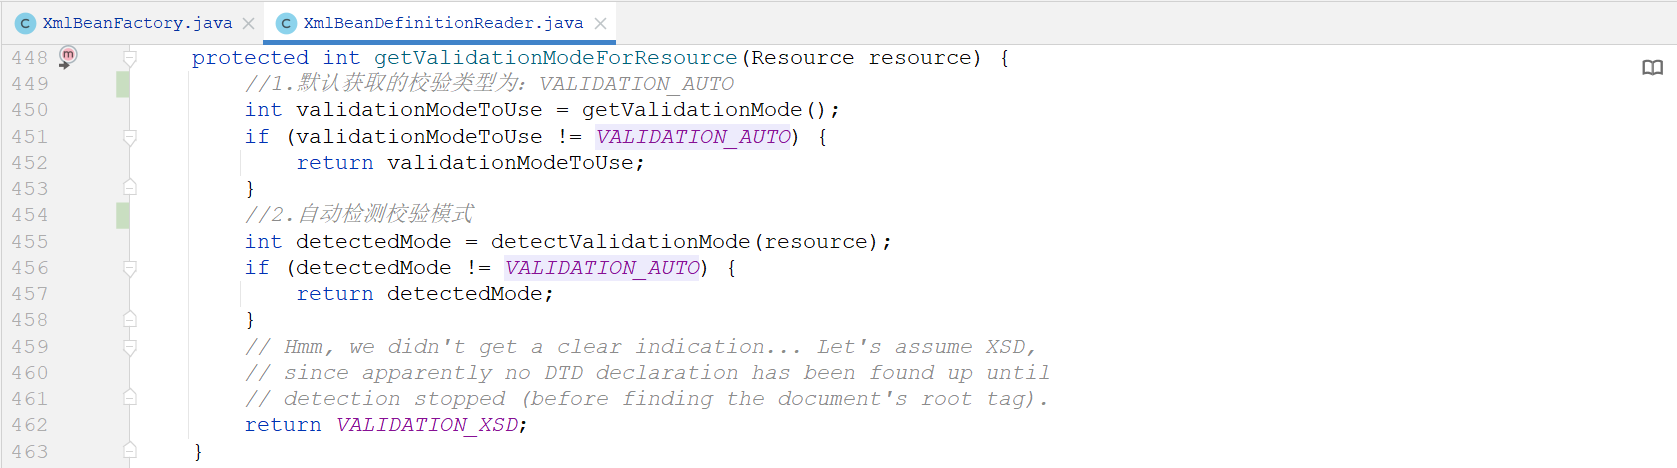 XmlBeanFactory.java XmlBeanDefinitionReader.java
448 protected int getValidationModeForResource(Resource resource) {
449 //1.默认获取的校验类型为：VALIDATION_AUTO
450 int validationModeToUse = getValidationMode();
451 if (validationModeToUse != VALIDATION_AUTO) {
452 return validationModeToUse;
453 }
454 //2.自动检测校验模式
455 int detectedMode = detectValidationMode(resource);
456 if (detectedMode != VALIDATION_AUTO) {
457 return detectedMode;
458 }
459 // Hmm, we didn't get a clear indication... Let's assume XSD,
460 // since apparently no DTD declaration has been found up until
461 // detection stopped (before finding the document's root tag).
462 return VALIDATION_XSD;
463 }